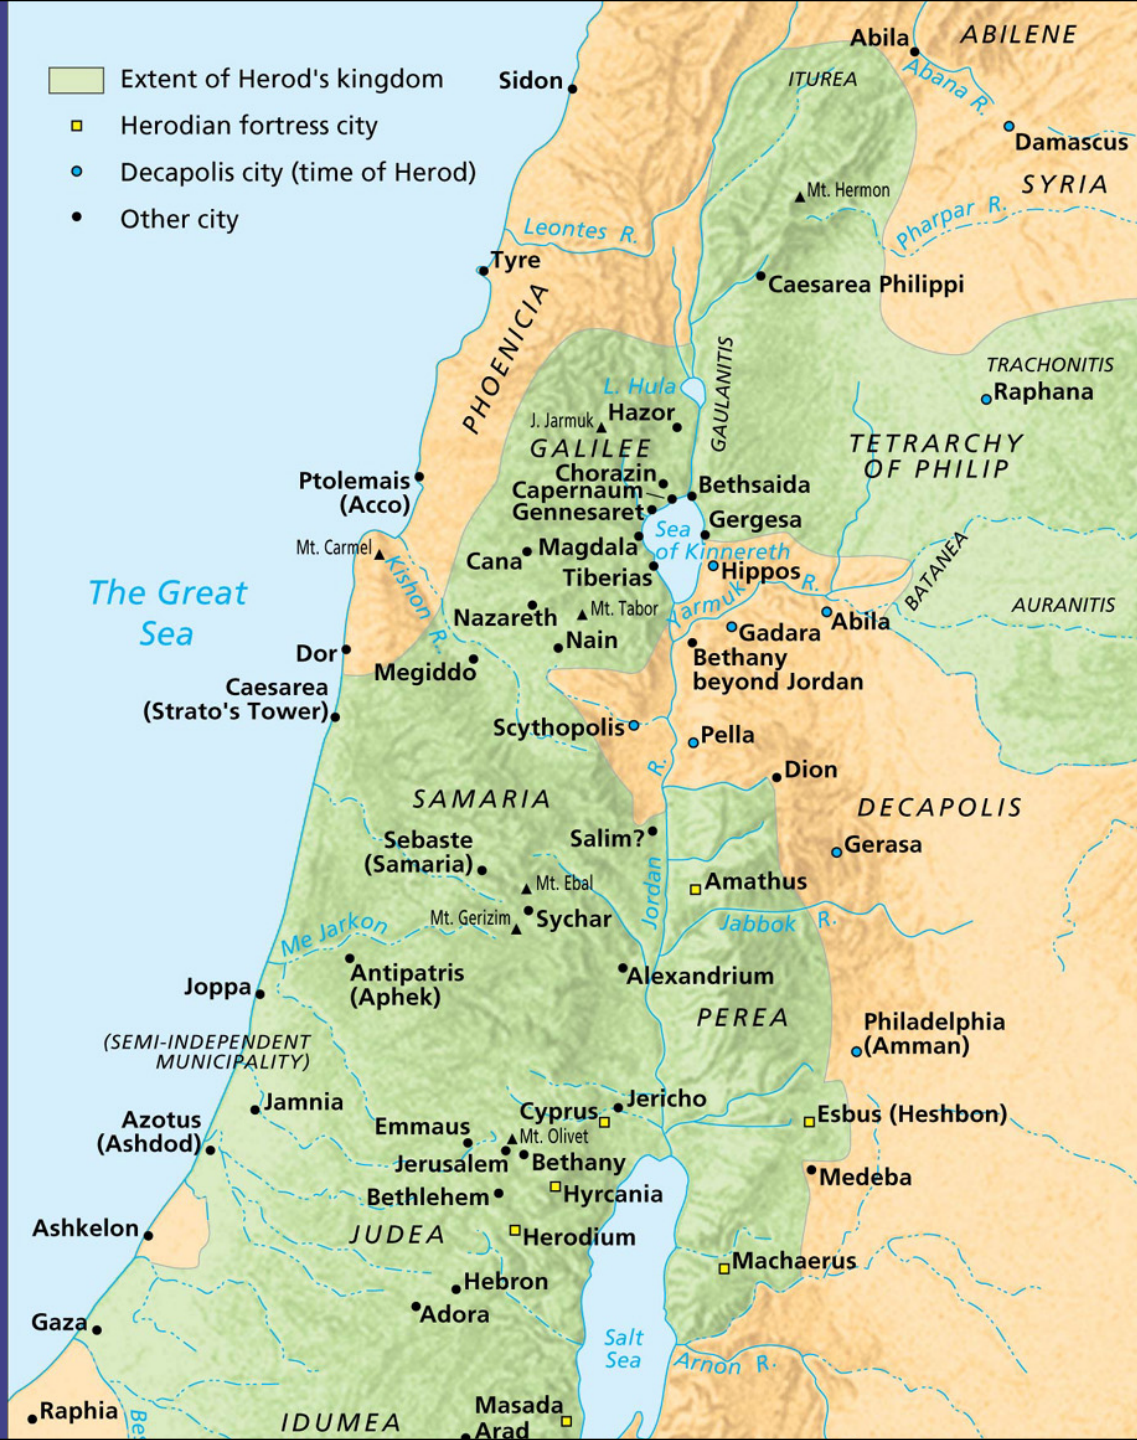 Extent of Herod's kingdom
Herodian fortress city
Decapolis city (time of Herod)
Other city
Abila
ABILENE
Sidon
ITUREA
Abana R.
Damascus
SYRIA
Mt. Hermon
Leontes R.
Pharpar R.
Tyre
Caesarea Philippi
PHOENICIA
GAULANITIS
TRACHONITIS
Raphana
L. Hula
J. Jarmuk
Hazor
GALILEE
TETRARCHY
OF PHILIP
Chorazin
Ptolemais
(Acco)
Capernaum
Bethsaida
Gennesaret
Gergesa
Sea
of Kinnereth
Mt. Carmel
Magdala
Cana
Hippos
Kishon R.
Tiberias
BATANEA
The Great
Sea
Yarmuk R.
Nazareth
Mt. Tabor
Abila
AURANITIS
Gadara
Nain
Dor
Megiddo
Bethany
beyond Jordan
Caesarea
(Strato's Tower)
Scythopolis
Pella
Dion
SAMARIA
DECAPOLIS
Sebaste
(Samaria)
Salim?
Gerasa
Mt. Ebal
Amathus
Jordan R.
Mt. Gerizim
Sychar
Jabbok R.
Me Jarkon
Antipatris
(Aphek)
Alexandrium
Joppa
PEREA
(SEMI-INDEPENDENT
MUNICIPALITY)
Philadelphia
(Amman)
Jamnia
Jericho
Cyprus
Esbus (Heshbon)
Azotus
(Ashdod)
Emmaus
Mt. Olivet
Jerusalem
Bethany
Medeba
Bethlehem
Hyrcania
Ashkelon
JUDEA
Herodium
Machaerus
Hebron
Adora
Gaza
Salt
Sea
Arnon R.
Raphia
Bes
IDUMEA
Masada
Arad